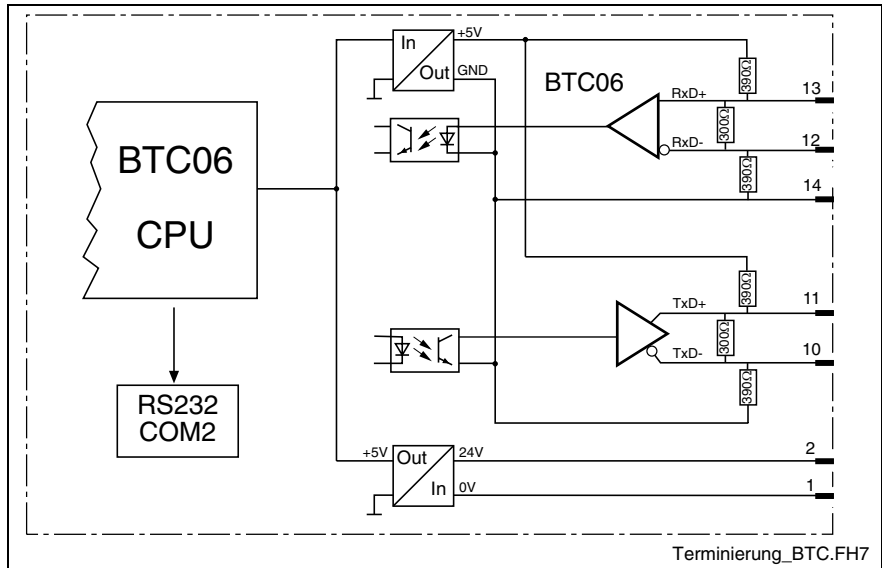 In
Out
+5V
GND
BTC06
390Ω
RxD+
300Ω
RxD-
390Ω
13
12
14
BTC06
CPU
390Ω
TxD+
300Ω
TxD-
390Ω
11
10
RS232
COM2
+5V
Out
In
24V
0V
2
1
Terminierung_BTC.FH7